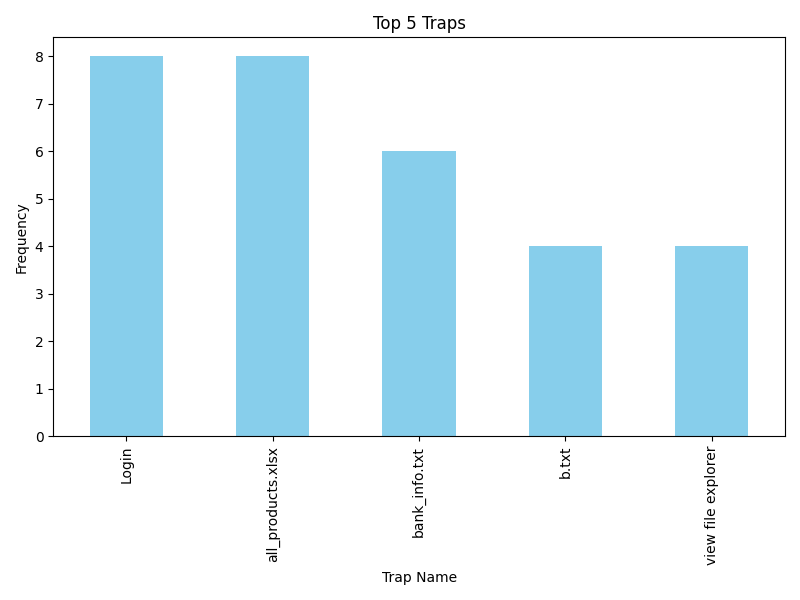 Top 5 Traps
Frequency
8
7
6
5
4
3
2
1
0
Login
all_products.xlsx
bank_info.txt
b.txt
view file explorer
Trap Name